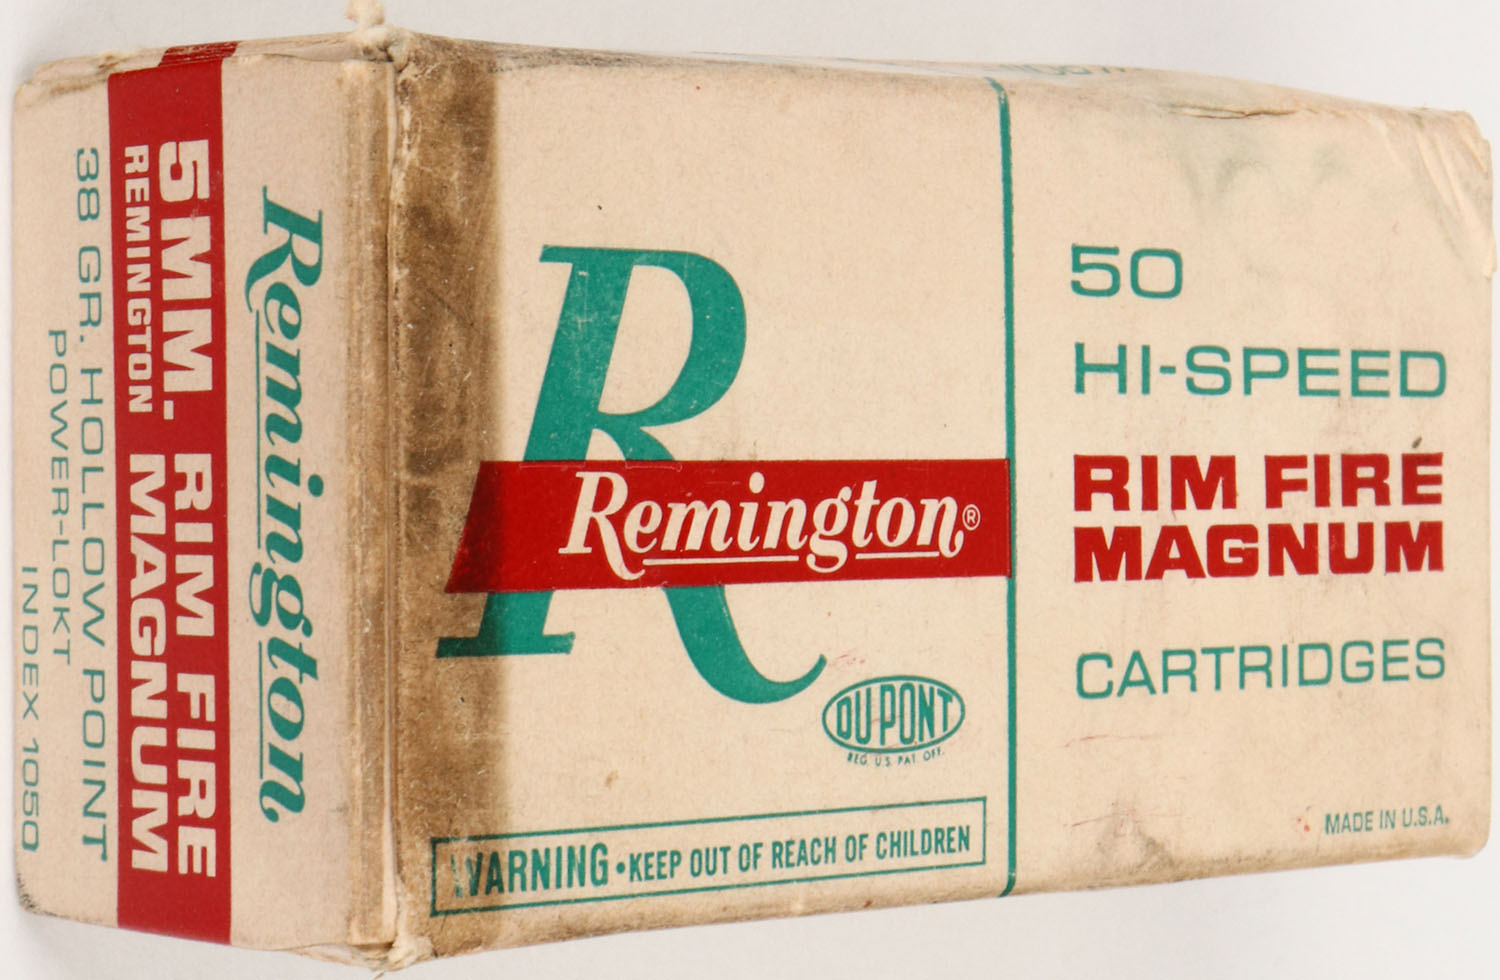 Remington
5MM. RIM FIRE
REMINGTON MAGNUM
38 GR. HOLLOW POINT
POWER-LOKT
INDEX 1050
R
Remington®
DU PONT
REG. U.S. PAT. OFF.
WARNING • KEEP OUT OF REACH OF CHILDREN
50
HI-SPEED
RIM FIRE
MAGNUM
CARTRIDGES
MADE IN U.S.A.